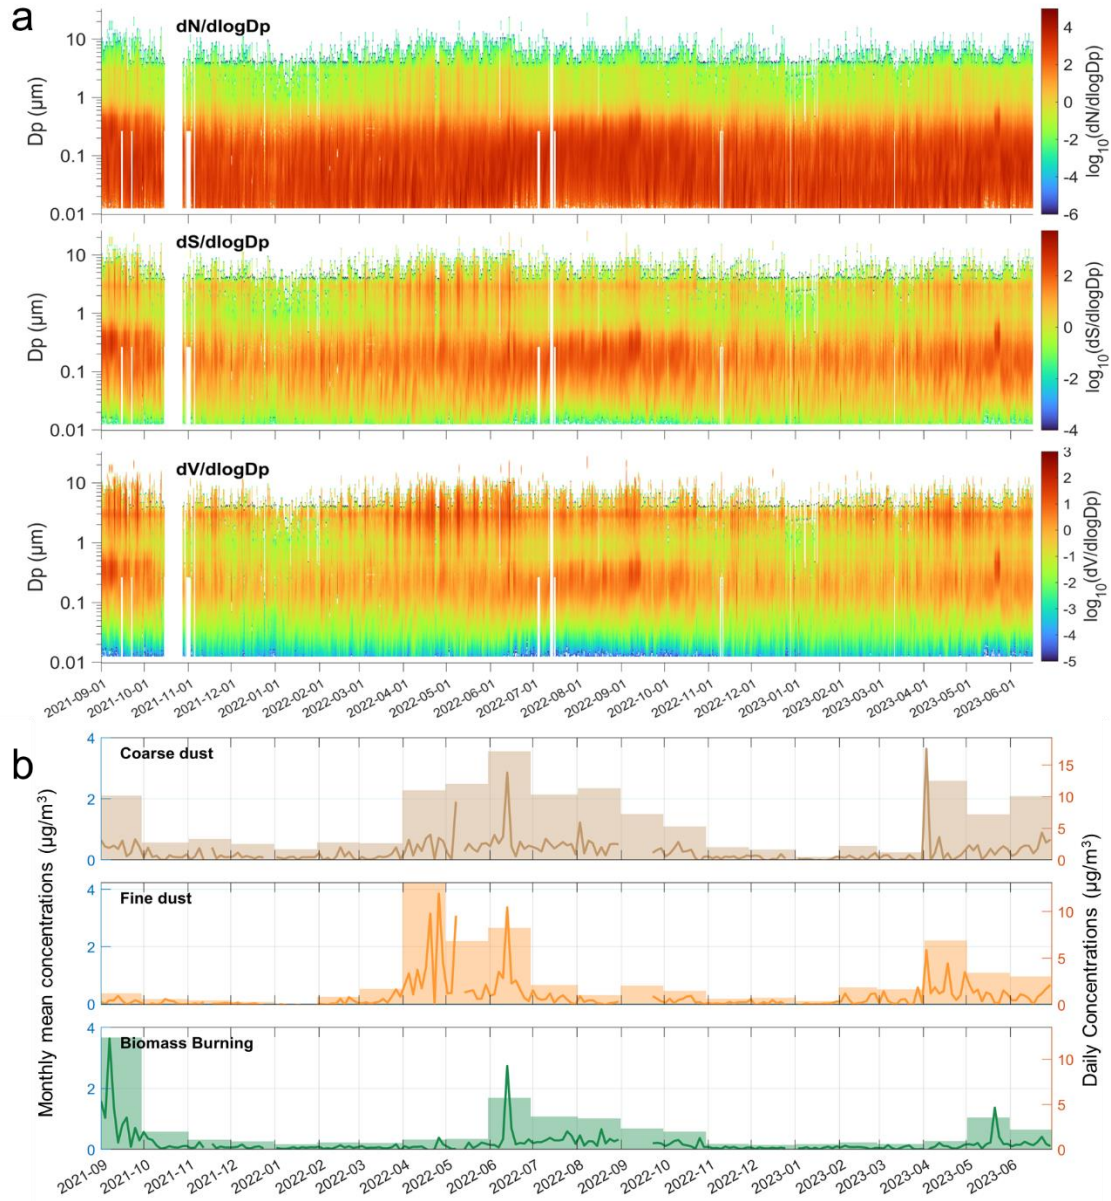 a
dN/dlogDp
Dp (µm)
10
1
0.1
0.01
4
2
0
-2
-4
-6
log10(dN/dlogDp)
dS/dlogDp
Dp (µm)
10
1
0.1
0.01
2
0
-2
-4
log10(dS/dlogDp)
dV/dlogDp
Dp (µm)
10
1
0.1
0.01
3
2
1
0
-1
-2
-3
-4
-5
log10(dV/dlogDp)
2021-09-01 2021-10-01 2021-11-01 2021-12-01 2022-01-01 2022-02-01 2022-03-01 2022-04-01 2022-05-01 2022-06-01 2022-07-01 2022-08-01 2022-09-01 2022-10-01 2022-11-01 2022-12-01 2023-01-01 2023-02-01 2023-03-01 2023-04-01 2023-05-01 2023-06-01
b
Monthly mean concentrations (µg/m³)
Daily Concentrations (µg/m³)
Coarse dust
4
2
0
15
10
5
0
Fine dust
4
2
0
10
5
0
Biomass Burning
4
2
0
10
5
0
2021-09 2021-10 2021-11 2021-12 2022-01 2022-02 2022-03 2022-04 2022-05 2022-06 2022-07 2022-08 2022-09 2022-10 2022-11 2022-12 2023-01 2023-02 2023-03 2023-04 2023-05 2023-06